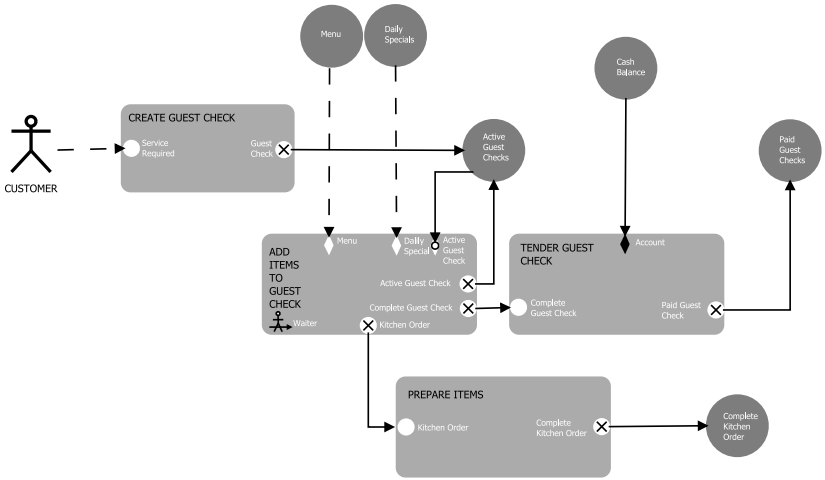 Menu
Daily
Specials
Cash
Balance
CREATE GUEST CHECK
Service
Required
Guest
Check
Active
Guest
Checks
Paid
Guest
Checks
CUSTOMER
ADD
ITEMS
TO
GUEST
CHECK
Menu
Daily
Special
Active
Guest
Check
Active Guest Check
Complete Guest Check
Waiter
Kitchen Order
TENDER GUEST
CHECK
Account
Complete
Guest Check
Paid Guest
Check
PREPARE ITEMS
Kitchen Order
Complete
Kitchen Order
Complete
Kitchen
Order